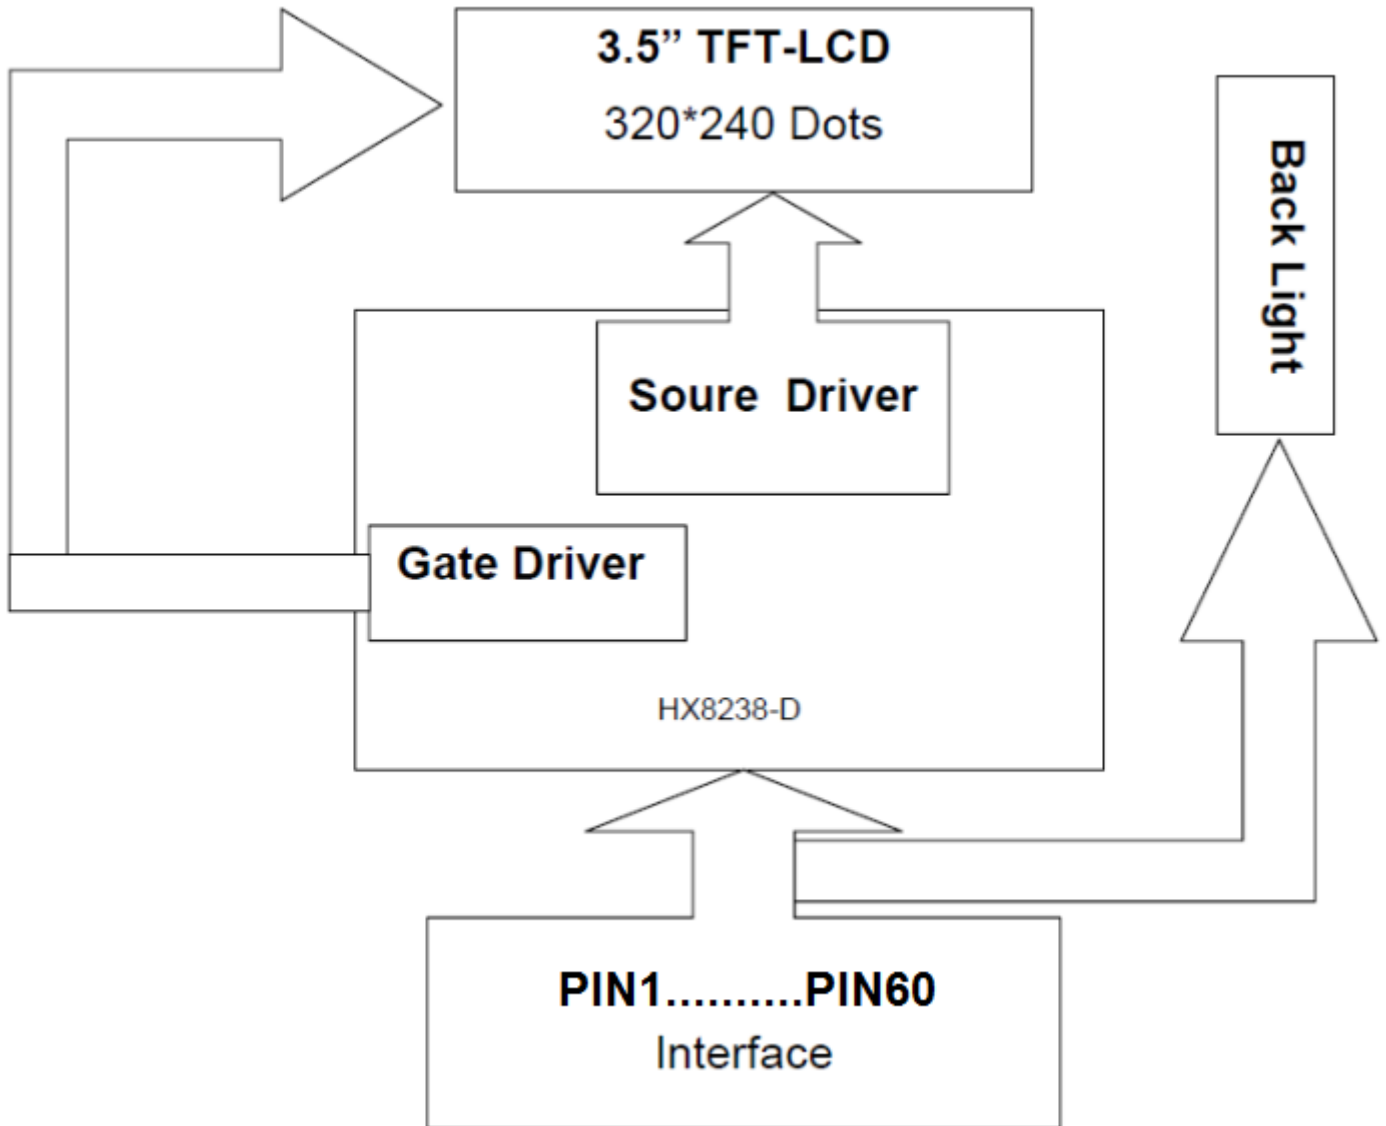 3.5” TFT-LCD
320*240 Dots
Back Light
Soure Driver
Gate Driver
HX8238-D
PIN1..........PIN60
Interface